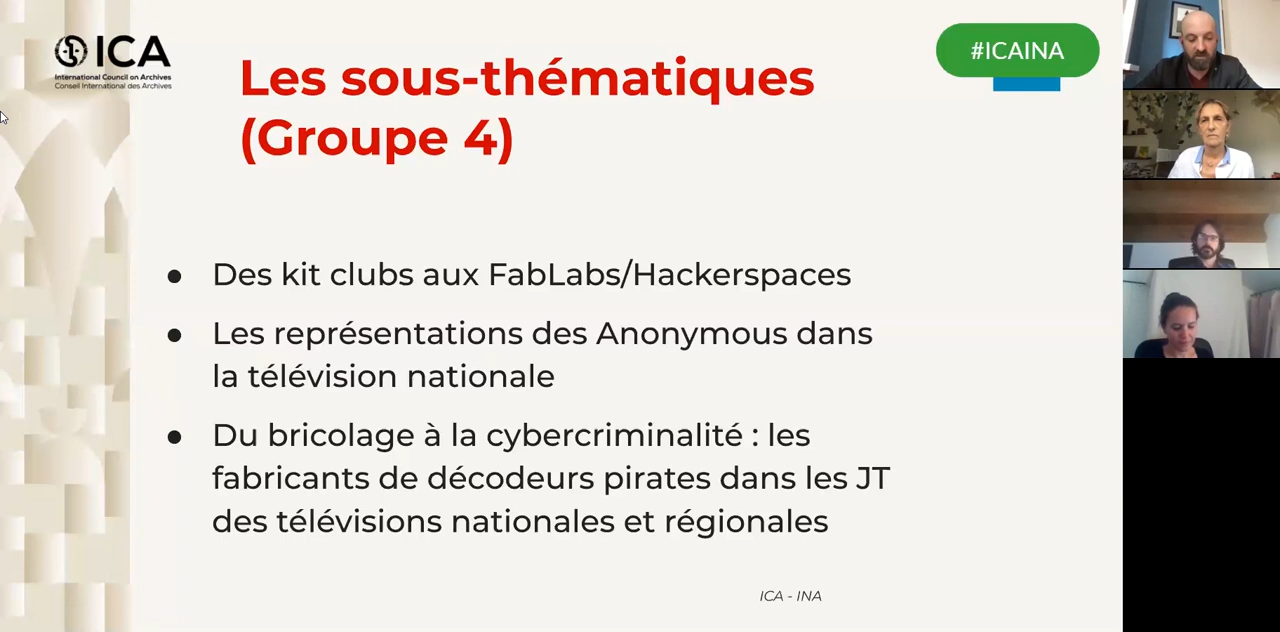 ICA
International Council on Archives
Conseil International des Archives
#ICAINA
Les sous-thématiques
(Groupe 4)
● Des kit clubs aux FabLabs/Hackerspaces
● Les représentations des Anonymous dans
la télévision nationale
● Du bricolage à la cybercriminalité : les
fabricants de décodeurs pirates dans les JT
des télévisions nationales et régionales
ICA - INA